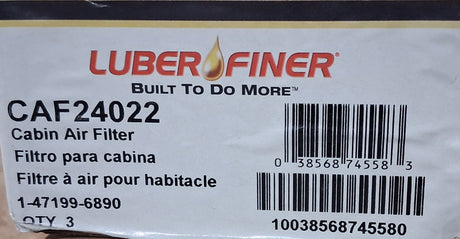 LUBER FINER®
BUILT TO DO MORE™
CAF24022
Cabin Air Filter
Filtro para cabina
Filtre à air pour habitacle
1-47199-6890
QTY 3
0 38568 74558 3
10038568745580